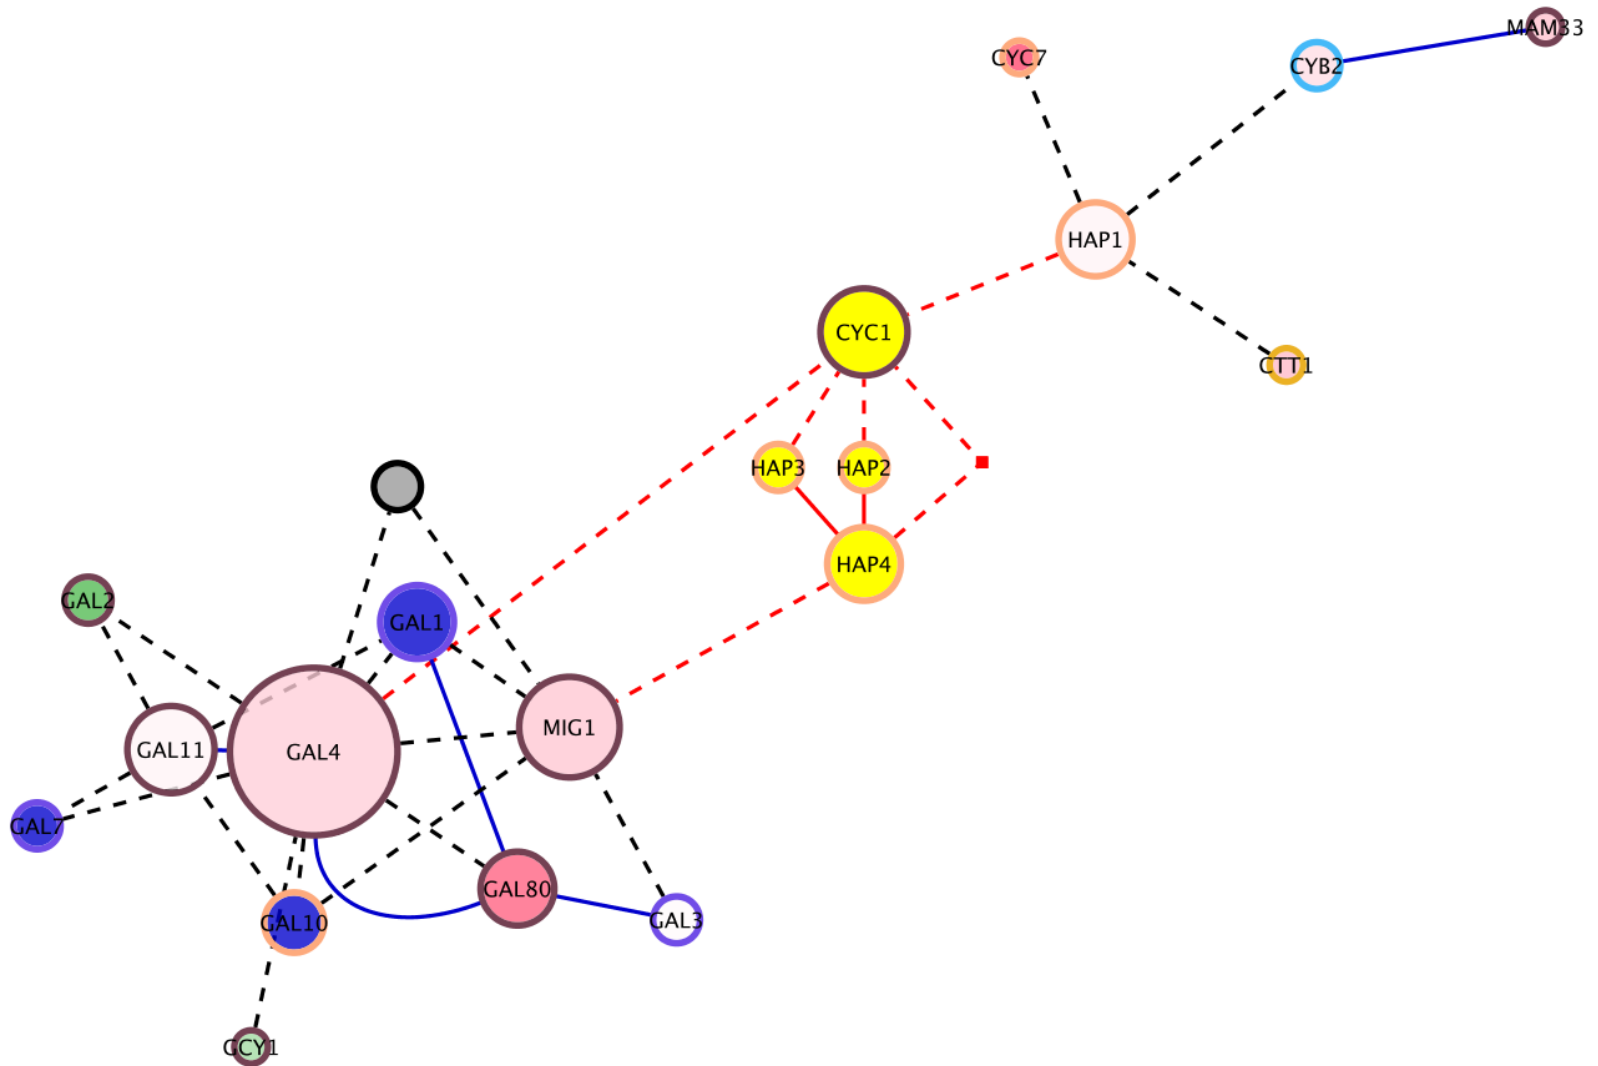 MAM33
CYC7
CYB2
HAP1
CYC1
CTT1
HAP3
HAP2
HAP4
GAL2
GAL1
MIG1
GAL11
GAL4
GAL7
GAL80
GAL10
GAL3
GCY1